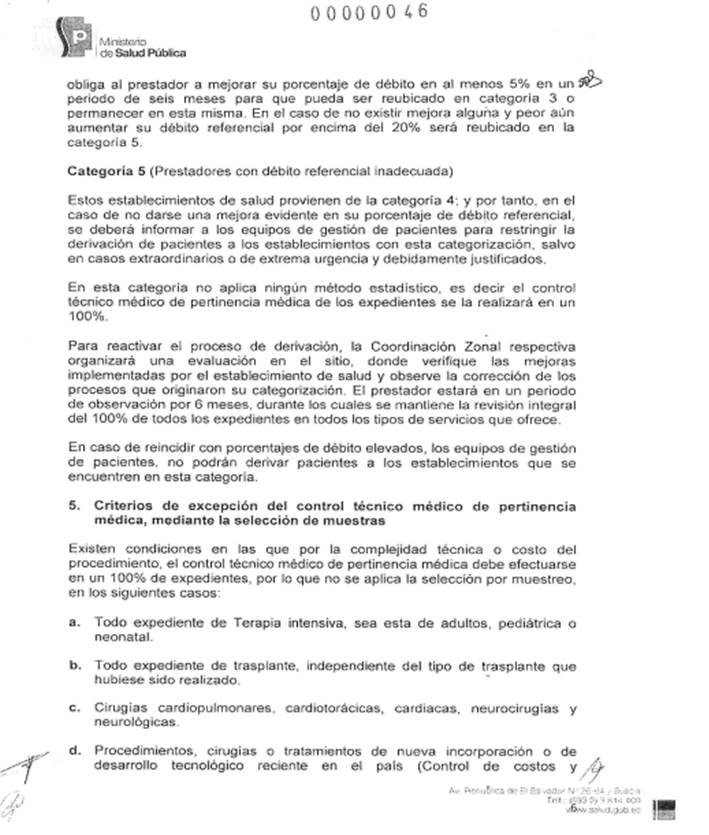 00000046
Ministerio
de Salud Pública
obliga al prestador a mejorar su porcentaje de débito en al menos 5% en un
periodo de seis meses para que pueda ser reubicado en categoría 3 o
permanecer en esta misma. En el caso de no existir mejora alguna y peor aún
aumentar su débito referencial por encima del 20% será reubicado en la
categoría 5.
Categoría 5 (Prestadores con débito referencial inadecuada)
Estos establecimientos de salud provienen de la categoría 4; y por tanto, en el
caso de no darse una mejora evidente en su porcentaje de débito referencial,
se deberá informar a los equipos de gestión de pacientes para restringir la
derivación de pacientes a los establecimientos con esta categorización, salvo
en casos extraordinarios o de extrema urgencia y debidamente justificados.
En esta categoría no aplica ningún método estadístico, es decir el control
técnico médico de pertinencia médica de los expedientes se la realizará en un
100%.
Para reactivar el proceso de derivación, la Coordinación Zonal respectiva
organizará una evaluación en el sitio, donde verifique las mejoras
implementadas por el establecimiento de salud y observe la corrección de los
procesos que originaron su categorización. El prestador estará en un periodo
de observación por 6 meses, durante los cuales se mantiene la revisión integral
del 100% de todos los expedientes en todos los tipos de servicios que ofrece.
En caso de reincidir con porcentajes de débito elevados, los equipos de gestión
de pacientes, no podrán derivar pacientes a los establecimientos que se
encuentren en esta categoría.
5. Criterios de excepción del control técnico médico de pertinencia
médica, mediante la selección de muestras
Existen condiciones en las que por la complejidad técnica o costo del
procedimiento, el control técnico médico de pertinencia médica debe efectuarse
en un 100% de expedientes, por lo que no se aplica la selección por muestreo,
en los siguientes casos:
a. Todo expediente de Terapia intensiva, sea esta de adultos, pediátrica o
neonatal.
b. Todo expediente de trasplante, independiente del tipo de trasplante que
hubiese sido realizado.
c. Cirugías cardiopulmonares, cardiotorácicas, cardiacas, neurocirugías y
neurológicas.
d. Procedimientos, cirugías o tratamientos de nueva incorporación o de
desarrollo tecnológico reciente en el país (Control de costos y
Av. República de El Salvador N° 36-64 y Suecia
6
www.salud.gob.ec